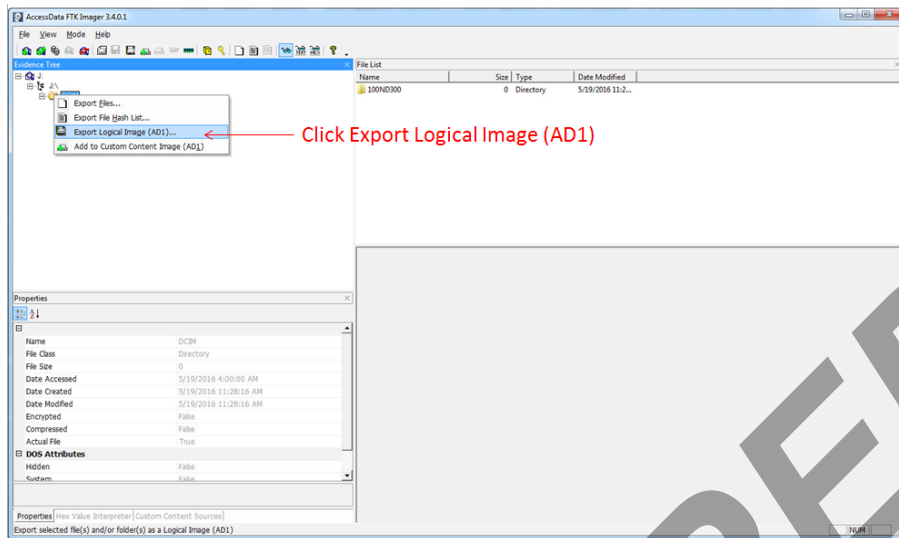 AccessData FTK Imager 3.4.0.1
File View Mode Help
Evidence Tree
J:
J:\
Export Files...
Export File Hash List...
Export Logical Image (AD1)...
Add to Custom Content Image (AD1)
Click Export Logical Image (AD1)
File List
Name Size Type Date Modified
100ND300 0 Directory 5/19/2016 11:2...
Properties
Name DCIM
File Class Directory
File Size 0
Date Accessed 5/19/2016 4:00:00 AM
Date Created 5/19/2016 11:28:16 AM
Date Modified 5/19/2016 11:28:16 AM
Encrypted False
Compressed False
Actual File True
DOS Attributes
Hidden False
System False
Properties Hex Value Interpreter Custom Content Sources
Export selected file(s) and/or folder(s) as a Logical Image (AD1)
NUM